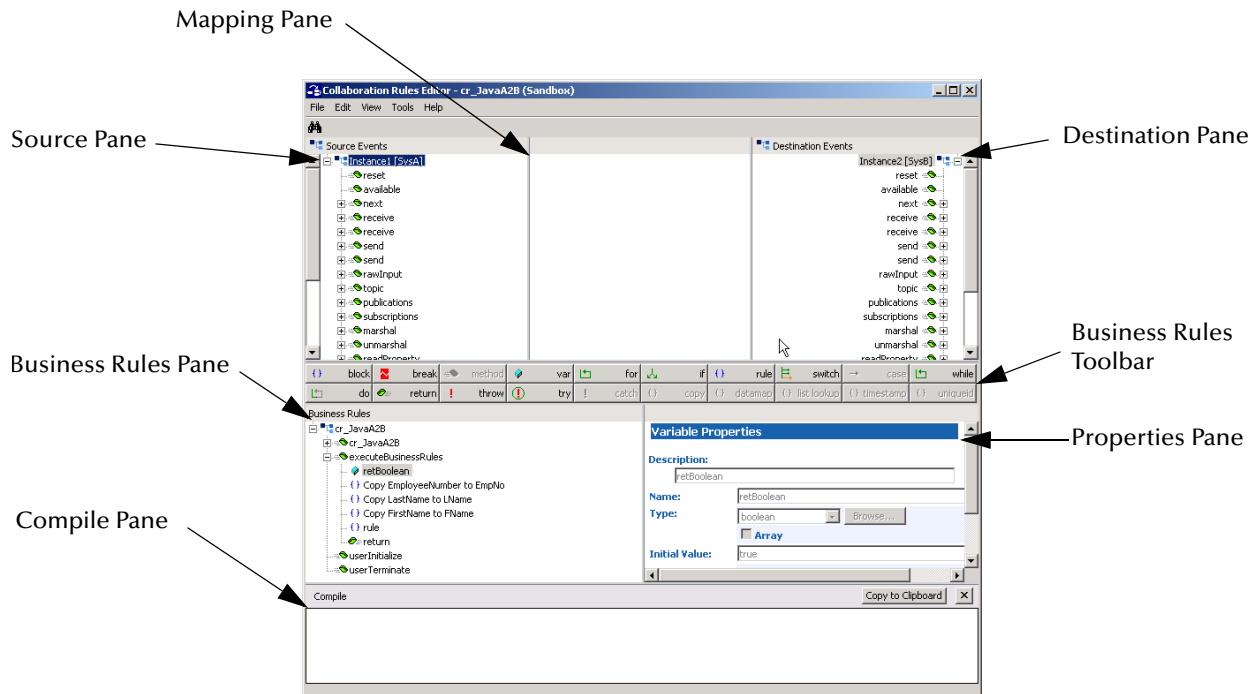 Mapping Pane
Source Pane
Destination Pane
Business Rules Pane
Business Rules
Toolbar
Properties Pane
Compile Pane
Collaboration Rules Editor - cr_JavaA2B (Sandbox)
File Edit View Tools Help
Source Events
Instance1 [SysA]
reset
available
next
receive
receive
send
send
rawInput
topic
publications
subscriptions
marshal
unmarshal
readProperty
Destination Events
Instance2 [SysB]
reset
available
next
receive
receive
send
send
rawInput
topic
publications
subscriptions
marshal
unmarshal
readProperty
block break method var for if rule switch case while
do return throw try catch copy datamap list lookup timestamp uniqueid
Business Rules
cr_JavaA2B
cr_JavaA2B
executeBusinessRules
retBoolean
Copy EmployeeNumber to EmpNo
Copy LastName to LName
Copy FirstName to FName
rule
return
userInitialize
userTerminate
Variable Properties
Description:
retBoolean
Name: retBoolean
Type: boolean Browse...
Array
Initial Value: true
Compile Copy to Clipboard